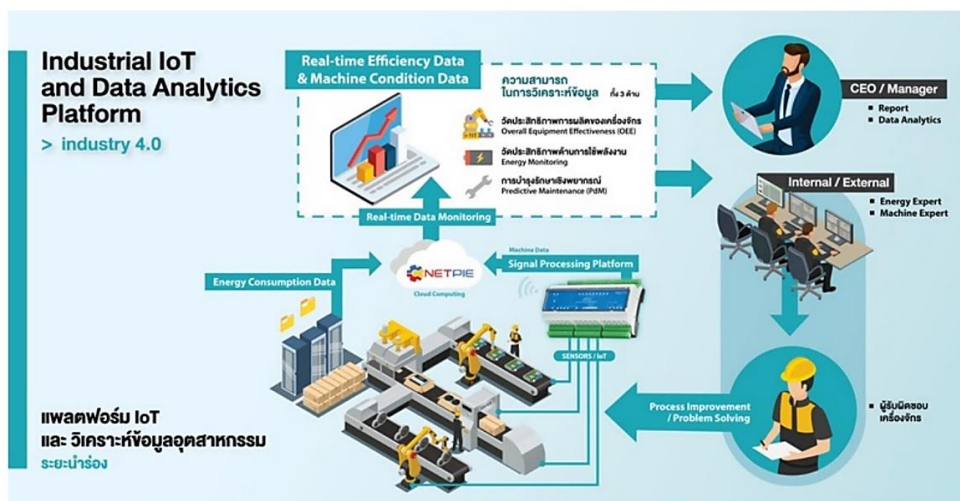 Industrial IoT
and Data Analytics
Platform
> industry 4.0
Real-time Efficiency Data
& Machine Condition Data
ความสามารถ
ในการวิเคราะห์ข้อมูล ทั้ง 3 ด้าน
วัดประสิทธิภาพการผลิตของเครื่องจักร
Overall Equipment Effectiveness (OEE)
วัดประสิทธิภาพด้านการใช้พลังงาน
Energy Monitoring
การบำรุงรักษาเชิงพยากรณ์
Predictive Maintenance (PdM)
CEO / Manager
■ Report
■ Data Analytics
Internal / External
■ Energy Expert
■ Machine Expert
Real-time Data Monitoring
NETPIE
Cloud Computing
Machine Data
Signal Processing Platform
Energy Consumption Data
SENSORS / IoT
Process Improvement
/ Problem Solving
■ ผู้รับผิดชอบ
เครื่องจักร
แพลตฟอร์ม IoT
และ วิเคราะห์ข้อมูลอุตสาหกรรม
ระยะนำร่อง